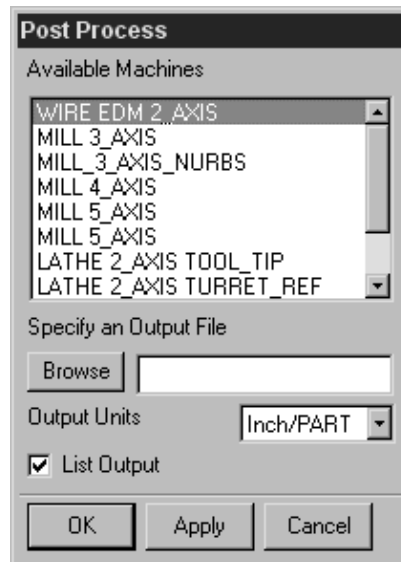 Post Process
Available Machines
WIRE EDM 2_AXIS
MILL 3_AXIS
MILL_3_AXIS_NURBS
MILL 4_AXIS
MILL 5_AXIS
MILL 5_AXIS
LATHE 2_AXIS TOOL_TIP
LATHE 2_AXIS TURRET_REF
Specify an Output File
Browse
Output Units
Inch/PART
List Output
OK Apply Cancel